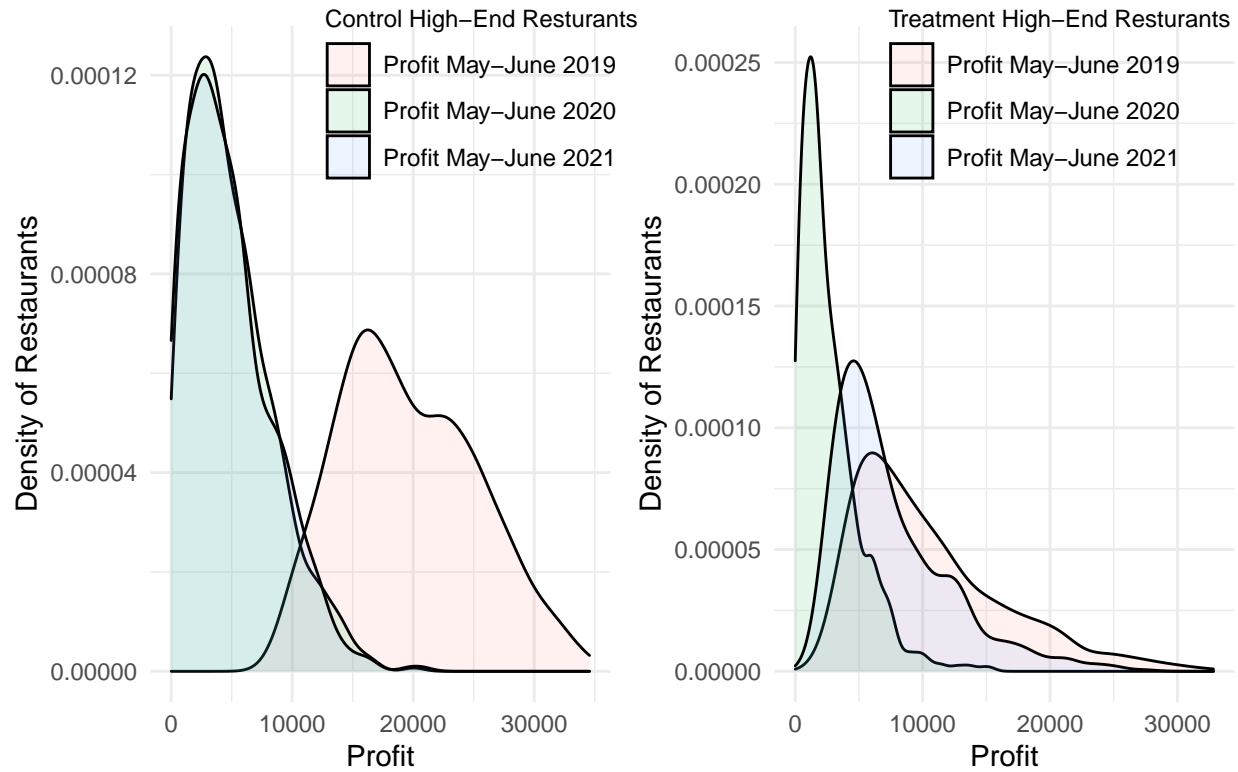 Control High−End Resturants
Profit May−June 2019
Profit May−June 2020
Profit May−June 2021
0.00012
0.00008
0.00004
0.00000
Density of Restaurants
0
10000
20000
30000
Profit
Treatment High−End Resturants
Profit May−June 2019
Profit May−June 2020
Profit May−June 2021
0.00025
0.00020
0.00015
0.00010
0.00005
0.00000
Density of Restaurants
0
10000
20000
30000
Profit